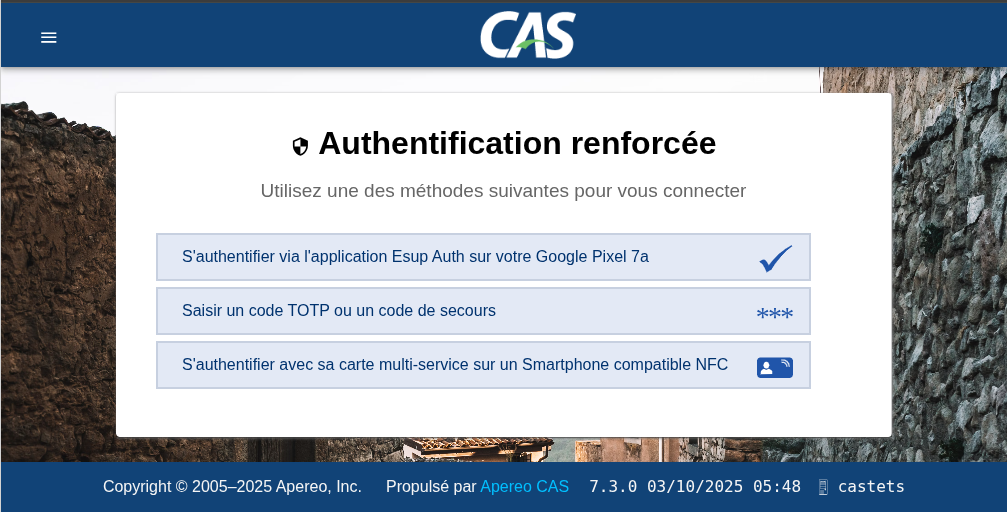 CAS
Authentification renforcée
Utilisez une des méthodes suivantes pour vous connecter
S'authentifier via l'application Esup Auth sur votre Google Pixel 7a
Saisir un code TOTP ou un code de secours
***
S'authentifier avec sa carte multi-service sur un Smartphone compatible NFC
Copyright © 2005–2025 Apereo, Inc. Propulsé par Apereo CAS 7.3.0 03/10/2025 05:48 castets